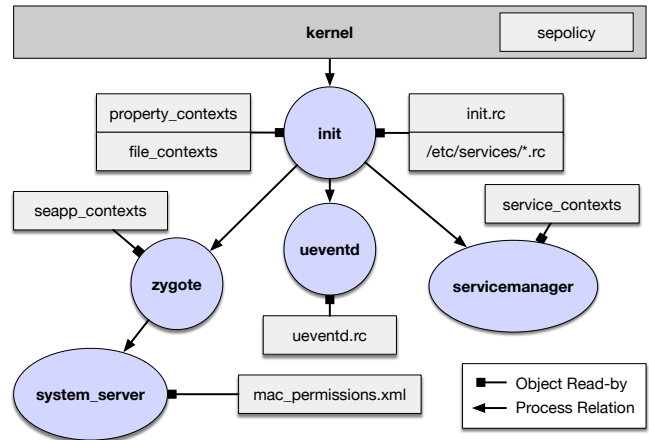 kernel
sepolicy
property_contexts
file_contexts
init
init.rc
/etc/services/*.rc
seapp_contexts
service_contexts
zygote
ueventd
servicemanager
ueventd.rc
system_server
mac_permissions.xml
Object Read-by
Process Relation